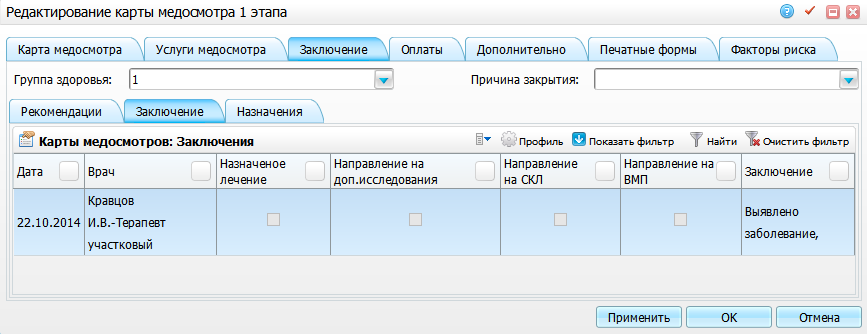 Редактирование карты медосмотра 1 этапа
Карта медосмотра Услуги медосмотра Заключение Оплаты Дополнительно Печатные формы Факторы риска
Группа здоровья: 1 Причина закрытия:
Рекомендации Заключение Назначения
Карты медосмотров: Заключения Профиль Показать фильтр Найти Очистить фильтр
Дата Врач Назначеное лечение Направление на доп.исследования Направление на СКЛ Направление на ВМП Заключение
22.10.2014 Кравцов И.В.-Терапевт участковый Выявлено заболевание,
Применить OK Отмена